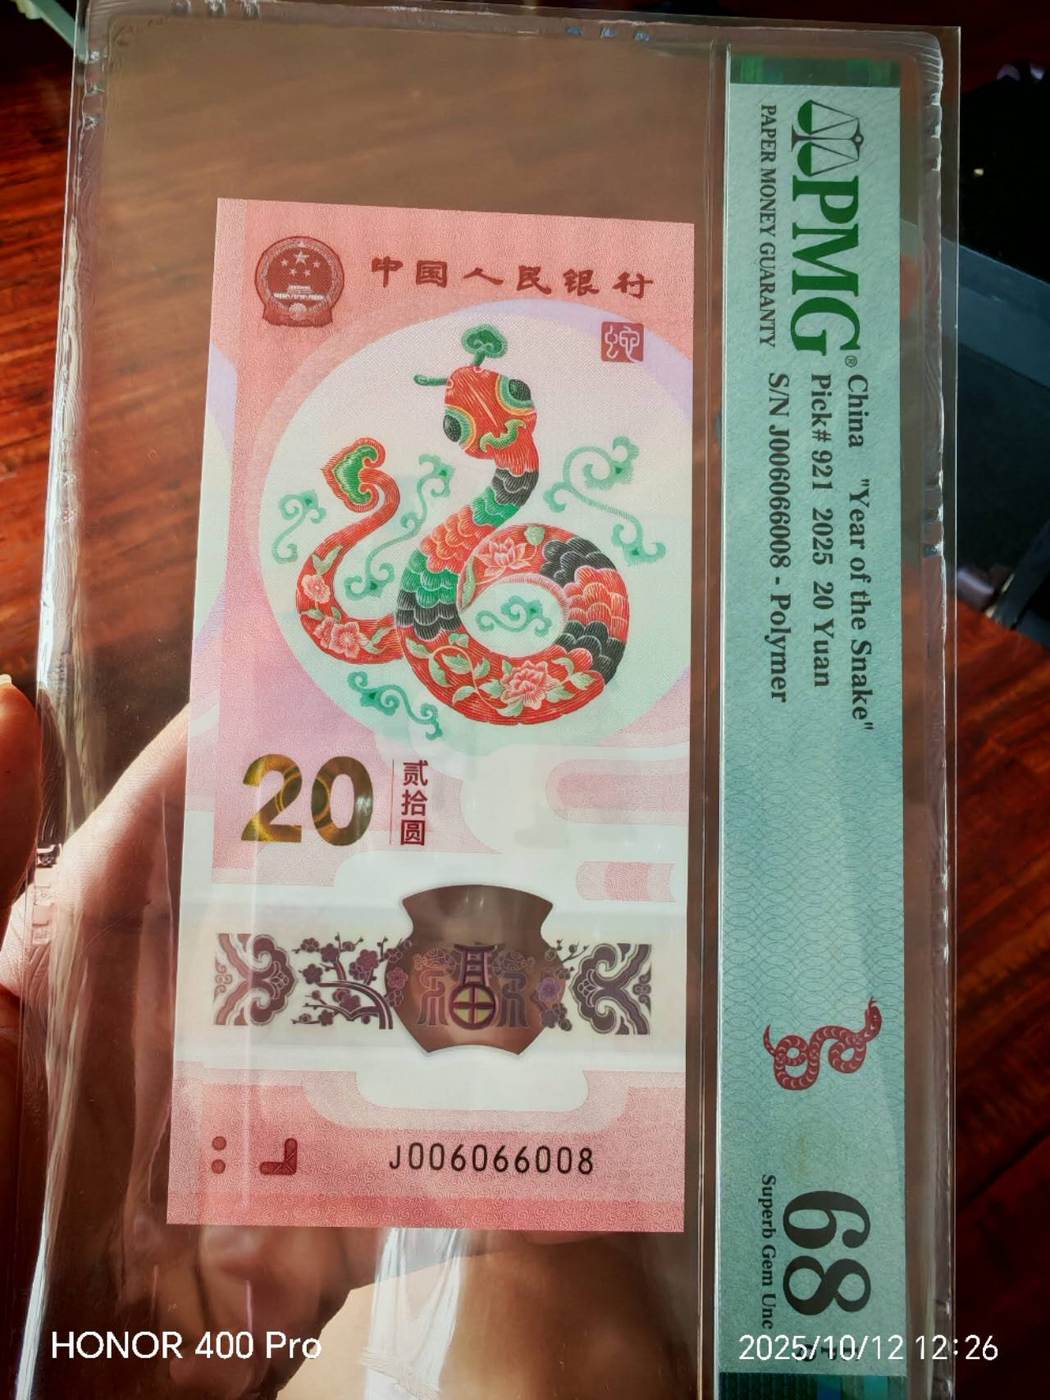 中国人民银行
蛇
20
贰拾圆
福
J006066008
PMG®
PAPER MONEY GUARANTY
China "Year of the Snake"
Pick# 921 2025 20 Yuan
S/N J006066008 - Polymer
68
Superb Gem Unc
HONOR 400 Pro
2025/10/12 12:26